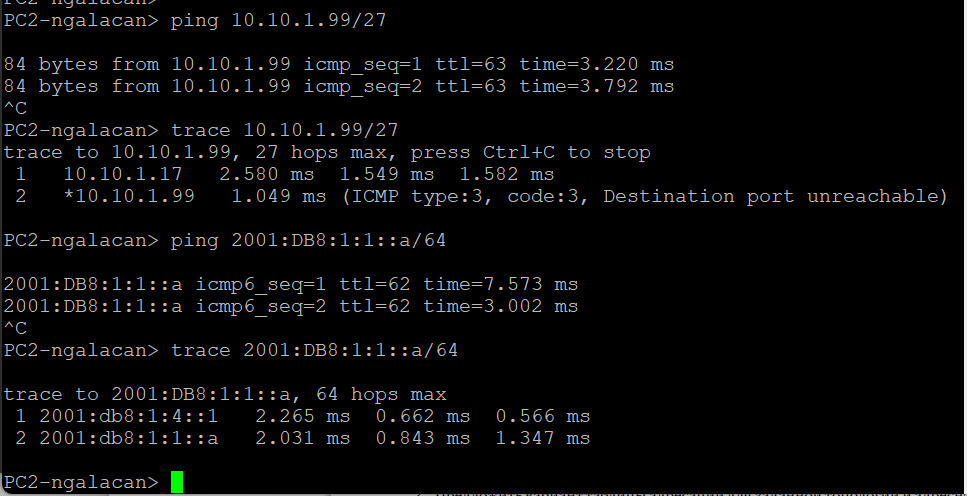 PC2-ngalacan> ping 10.10.1.99/27
84 bytes from 10.10.1.99 icmp_seq=1 ttl=63 time=3.220 ms
84 bytes from 10.10.1.99 icmp_seq=2 ttl=63 time=3.792 ms
^C
PC2-ngalacan> trace 10.10.1.99/27
trace to 10.10.1.99, 27 hops max, press Ctrl+C to stop
1   10.10.1.17   2.580 ms  1.549 ms  1.582 ms
2   *10.10.1.99   1.049 ms (ICMP type:3, code:3, Destination port unreachable)
PC2-ngalacan> ping 2001:DB8:1:1::a/64
2001:DB8:1:1::a icmp6_seq=1 ttl=62 time=7.573 ms
2001:DB8:1:1::a icmp6_seq=2 ttl=62 time=3.002 ms
^C
PC2-ngalacan> trace 2001:DB8:1:1::a/64
trace to 2001:DB8:1:1::a, 64 hops max
1 2001:db8:1:4::1   2.265 ms  0.662 ms  0.566 ms
2 2001:db8:1:1::a   2.031 ms  0.843 ms  1.347 ms
PC2-ngalacan>